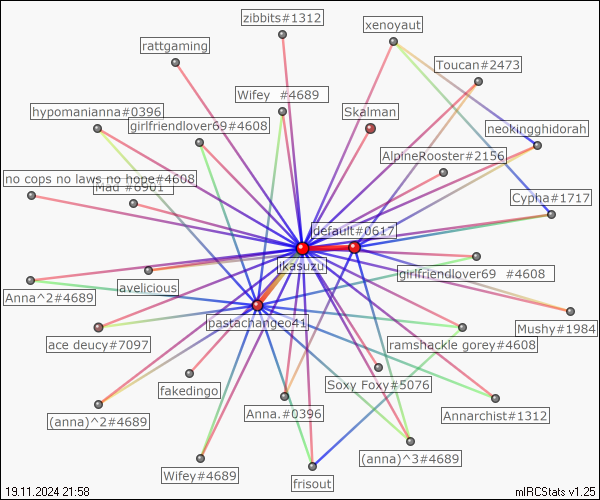 zibbits#1312
xenoyaut
rattgaming
Toucan#2473
Wifey #4689
hypomanianna#0396
Skalman
girlfriendlover69#4608
neokingghidorah
AlpineRooster#2156
no cops no laws no hope#4608
Mad #6901
Cypha#1717
default#0617
ikasuzu
girlfriendlover69 #4608
avelicious
Anna^2#4689
pastachangeo41
Mushy#1984
ace deucy#7097
ramshackle gorey#4608
fakedingo
Soxy Foxy#5076
(anna)^2#4689
Anna.#0396
Annarchist#1312
(anna)^3#4689
Wifey#4689
frisout
19.11.2024 21:58
mIRCStats v1.25